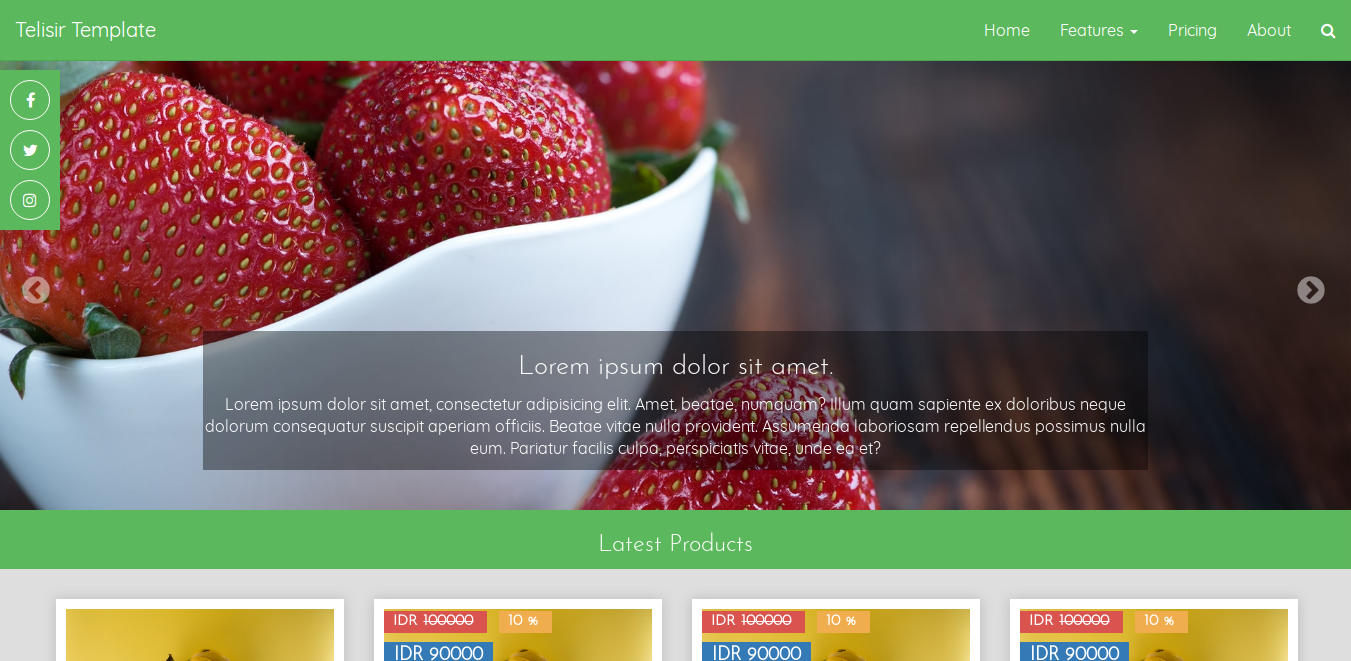 Telisir Template
Home Features Pricing About
Lorem ipsum dolor sit amet.
Lorem ipsum dolor sit amet, consectetur adipisicing elit. Amet, beatae, numquam? Illum quam sapiente ex doloribus neque
dolorum consequatur suscipit aperiam officiis. Beatae vitae nulla provident. Assumenda laboriosam repellendus possimus nulla
eum. Pariatur facilis culpa, perspiciatis vitae, unde ea et?
Latest Products
IDR 100000 10 %
IDR 90000
IDR 100000 10 %
IDR 90000
IDR 100000 10 %
IDR 90000